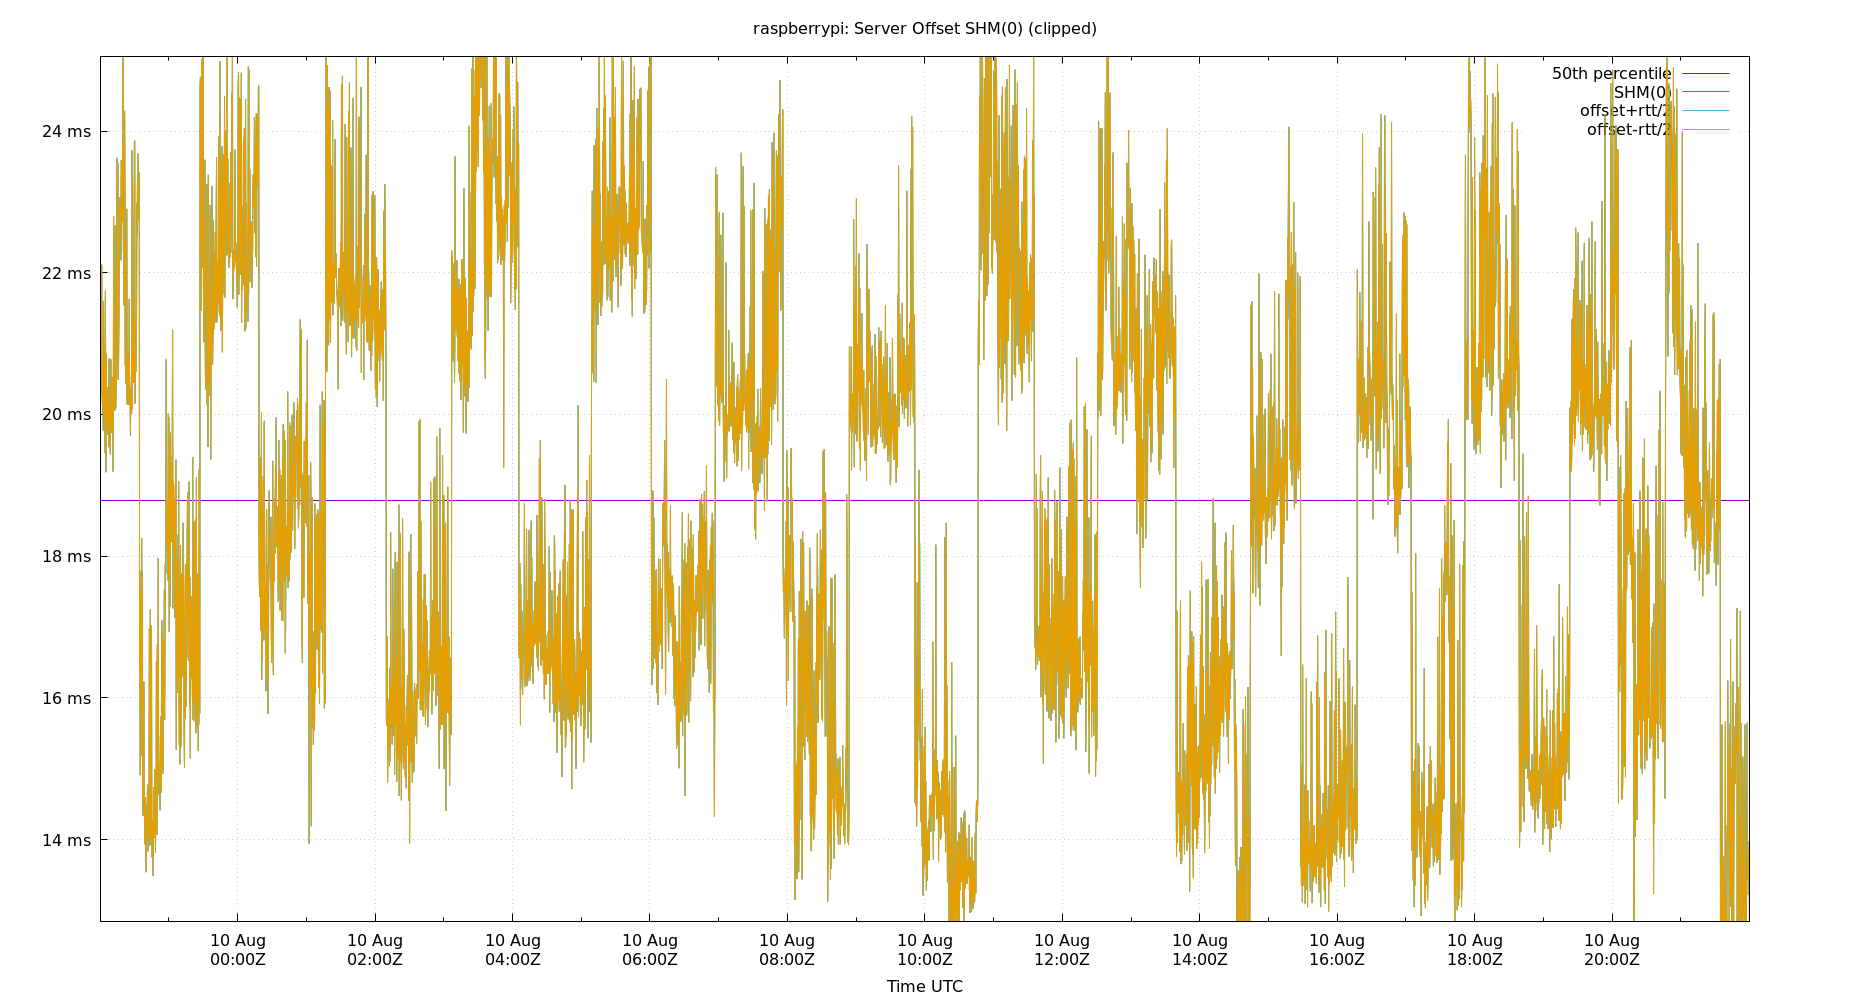 raspberrypi: Server Offset SHM(0) (clipped)
50th percentile
SHM(0)
offset+rtt/2
offset-rtt/2
24 ms
22 ms
20 ms
18 ms
16 ms
14 ms
10 Aug 10 Aug 10 Aug 10 Aug 10 Aug 10 Aug 10 Aug 10 Aug 10 Aug 10 Aug 10 Aug
00:00Z 02:00Z 04:00Z 06:00Z 08:00Z 10:00Z 12:00Z 14:00Z 16:00Z 18:00Z 20:00Z
Time UTC